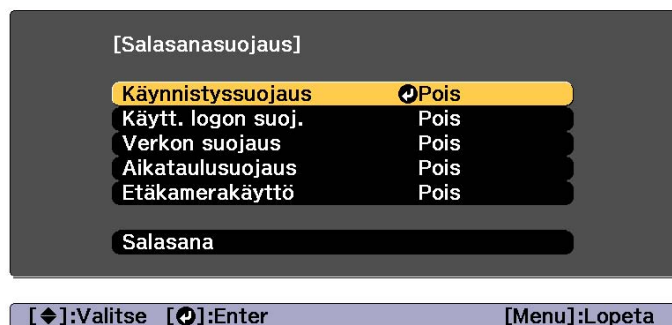 [Salasanasuojaus]
Käynnistyssuojaus Pois
Käytt. logon suoj. Pois
Verkon suojaus Pois
Aikataulusuojaus Pois
Etäkamerakäyttö Pois
Salasana
[◆]:Valitse [↵]:Enter [Menu]:Lopeta